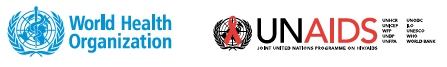 World Health
Organization
UNAIDS
JOINT UNITED NATIONS PROGRAMME ON HIV/AIDS
UNHCR UNODC
UNICEF ILO
WFP UNESCO
UNDP WHO
UNFPA WORLD BANK